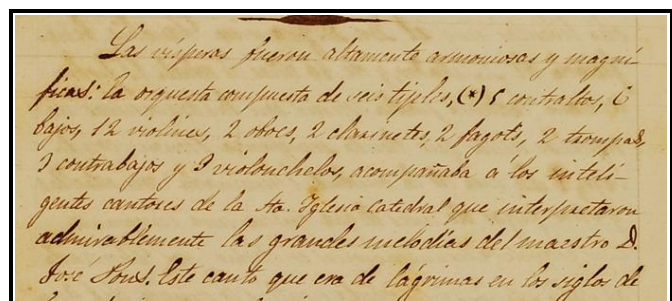 Las vísperas fueron altamente armoniosas y magní-
ficas: la orquesta compuesta de seis tiples, (*) 5 contraltos, 6
bajos, 12 violines, 2 oboes, 2 clarinetes, 2 fagots, 2 trompas,
3 contrabajos y 3 violonchelos, acompañaba á los inteli-
gentes cantores de la Sta. Iglesia Catedral que interpretaron
admirablemente las grandes melodías del maestro D.
José Pons. Este canto que era de lágrimas en los siglos de